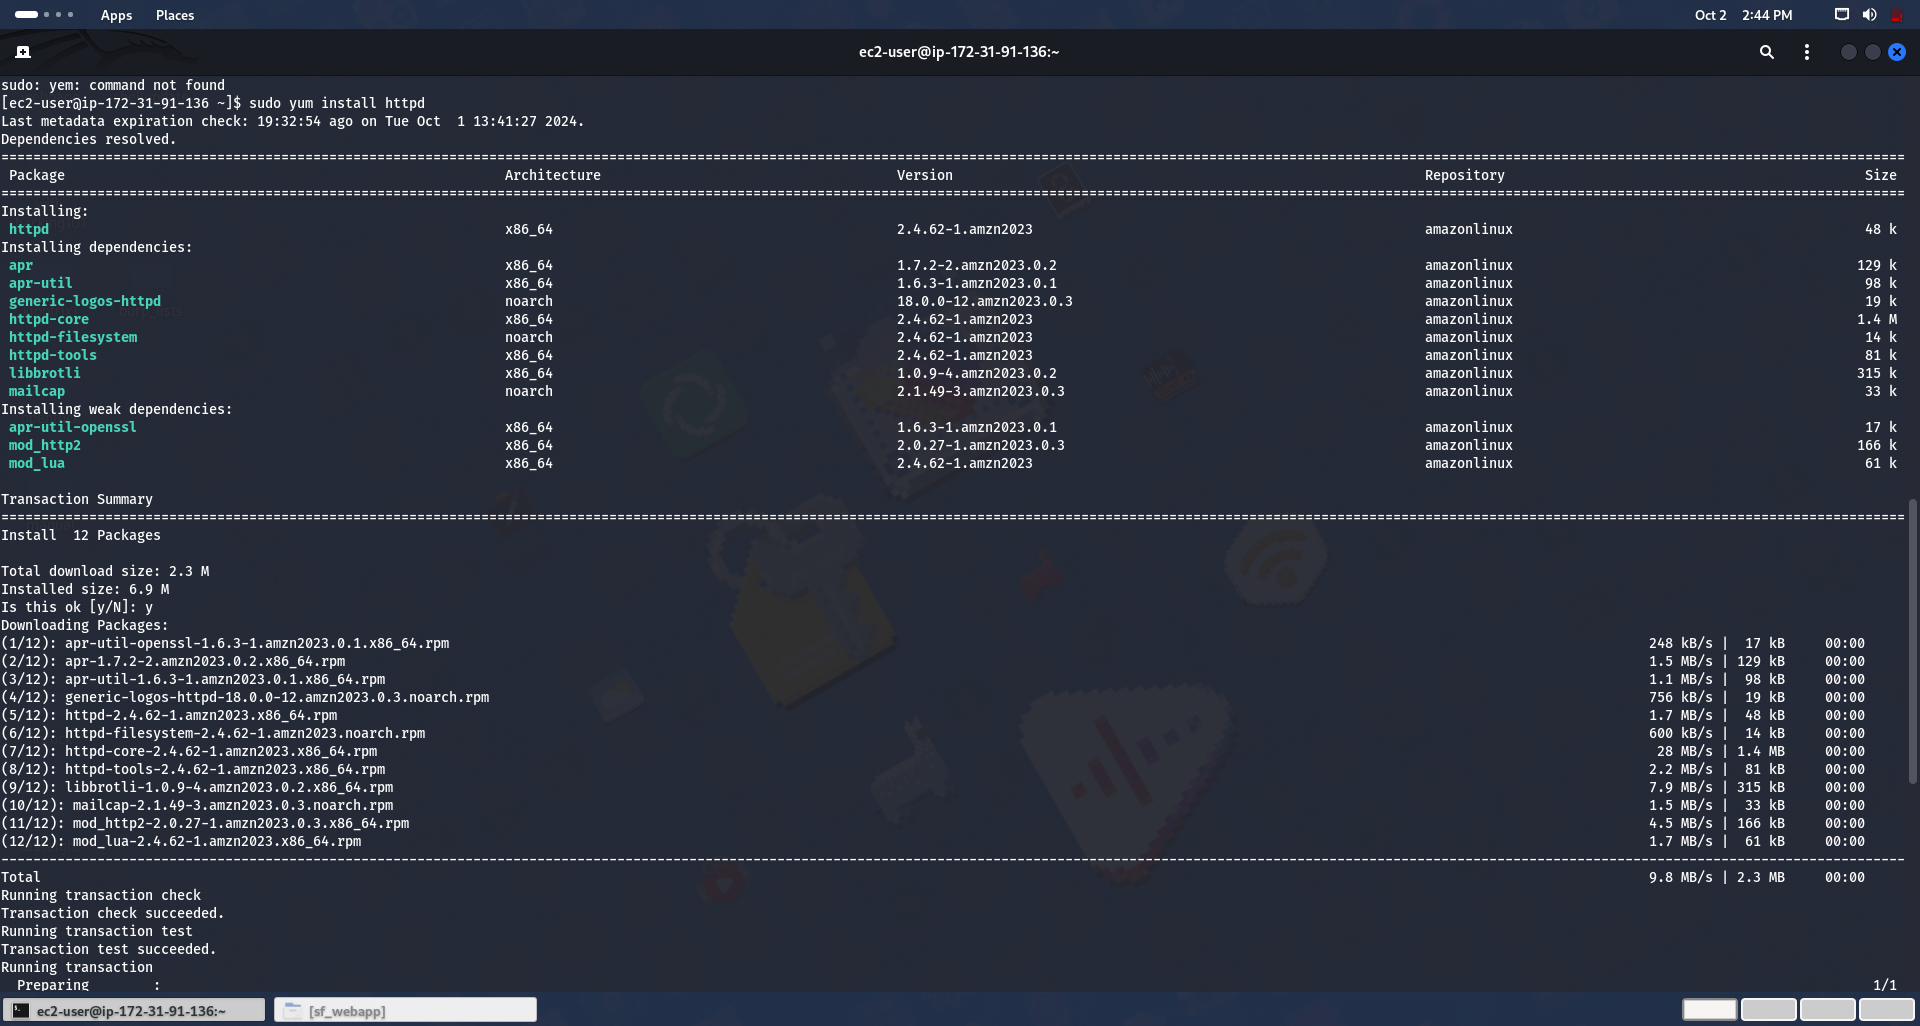 Apps Places Oct 2 2:44 PM
ec2-user@ip-172-31-91-136:~
sudo: yem: command not found
[ec2-user@ip-172-31-91-136 ~]$ sudo yum install httpd
Last metadata expiration check: 19:32:54 ago on Tue Oct  1 13:41:27 2024.
Dependencies resolved.
Package Architecture Version Repository Size
Installing:
httpd x86_64 2.4.62-1.amzn2023 amazonlinux 48 k
Installing dependencies:
apr x86_64 1.7.2-2.amzn2023.0.2 amazonlinux 129 k
apr-util x86_64 1.6.3-1.amzn2023.0.1 amazonlinux 98 k
generic-logos-httpd noarch 18.0.0-12.amzn2023.0.3 amazonlinux 19 k
httpd-core x86_64 2.4.62-1.amzn2023 amazonlinux 1.4 M
httpd-filesystem noarch 2.4.62-1.amzn2023 amazonlinux 14 k
httpd-tools x86_64 2.4.62-1.amzn2023 amazonlinux 81 k
libbrotli x86_64 1.0.9-4.amzn2023.0.2 amazonlinux 315 k
mailcap noarch 2.1.49-3.amzn2023.0.3 amazonlinux 33 k
Installing weak dependencies:
apr-util-openssl x86_64 1.6.3-1.amzn2023.0.1 amazonlinux 17 k
mod_http2 x86_64 2.0.27-1.amzn2023.0.3 amazonlinux 166 k
mod_lua x86_64 2.4.62-1.amzn2023 amazonlinux 61 k
Transaction Summary
Install  12 Packages
Total download size: 2.3 M
Installed size: 6.9 M
Is this ok [y/N]: y
Downloading Packages:
(1/12): apr-util-openssl-1.6.3-1.amzn2023.0.1.x86_64.rpm 248 kB/s | 17 kB 00:00
(2/12): apr-1.7.2-2.amzn2023.0.2.x86_64.rpm 1.5 MB/s | 129 kB 00:00
(3/12): apr-util-1.6.3-1.amzn2023.0.1.x86_64.rpm 1.1 MB/s | 98 kB 00:00
(4/12): generic-logos-httpd-18.0.0-12.amzn2023.0.3.noarch.rpm 756 kB/s | 19 kB 00:00
(5/12): httpd-2.4.62-1.amzn2023.x86_64.rpm 1.7 MB/s | 48 kB 00:00
(6/12): httpd-filesystem-2.4.62-1.amzn2023.noarch.rpm 600 kB/s | 14 kB 00:00
(7/12): httpd-core-2.4.62-1.amzn2023.x86_64.rpm 28 MB/s | 1.4 MB 00:00
(8/12): httpd-tools-2.4.62-1.amzn2023.x86_64.rpm 2.2 MB/s | 81 kB 00:00
(9/12): libbrotli-1.0.9-4.amzn2023.0.2.x86_64.rpm 7.9 MB/s | 315 kB 00:00
(10/12): mailcap-2.1.49-3.amzn2023.0.3.noarch.rpm 1.5 MB/s | 33 kB 00:00
(11/12): mod_http2-2.0.27-1.amzn2023.0.3.x86_64.rpm 4.5 MB/s | 166 kB 00:00
(12/12): mod_lua-2.4.62-1.amzn2023.x86_64.rpm 1.7 MB/s | 61 kB 00:00
Total 9.8 MB/s | 2.3 MB 00:00
Running transaction check
Transaction check succeeded.
Running transaction test
Transaction test succeeded.
Running transaction
Preparing : 1/1
ec2-user@ip-172-31-91-136:~ [sf_webapp]